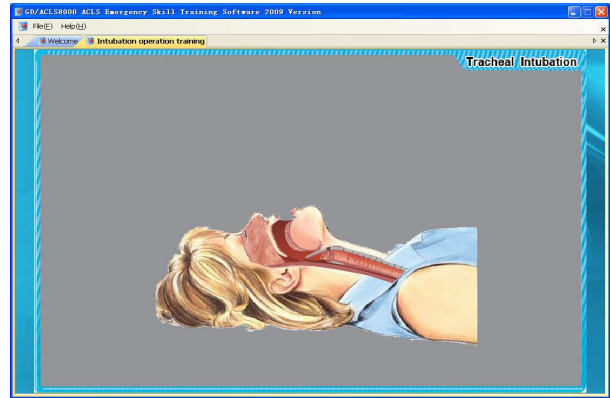 GD/ACLS8000 ACLS Emergency Skill Training Software 2009 Version
File(F) Help(H)
Welcome Intubation operation training
Tracheal Intubation